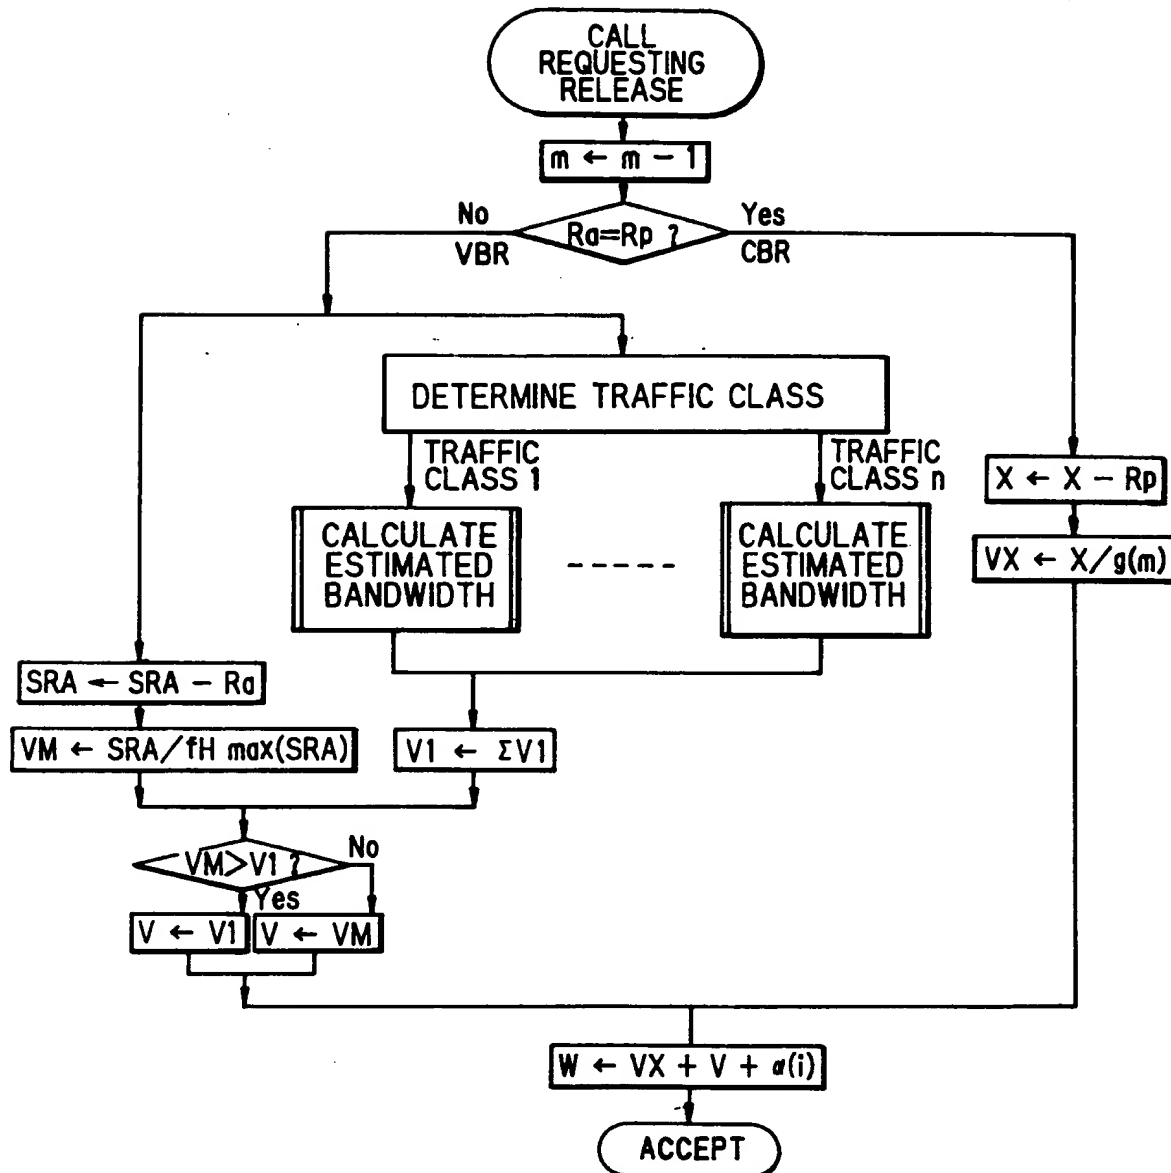 CALL
REQUESTING
RELEASE
m ← m − 1
No
Yes
Ra=Rp ?
VBR
CBR
DETERMINE TRAFFIC CLASS
TRAFFIC
CLASS 1
TRAFFIC
CLASS n
X ← X − Rp
CALCULATE
ESTIMATED
BANDWIDTH
CALCULATE
ESTIMATED
BANDWIDTH
VX ← X/g(m)
SRA ← SRA − Ra
VM ← SRA/fH max(SRA)
V1 ← ΣV1
VM>V1 ?
No
Yes
V ← V1
V ← VM
W ← VX + V + α(i)
ACCEPT